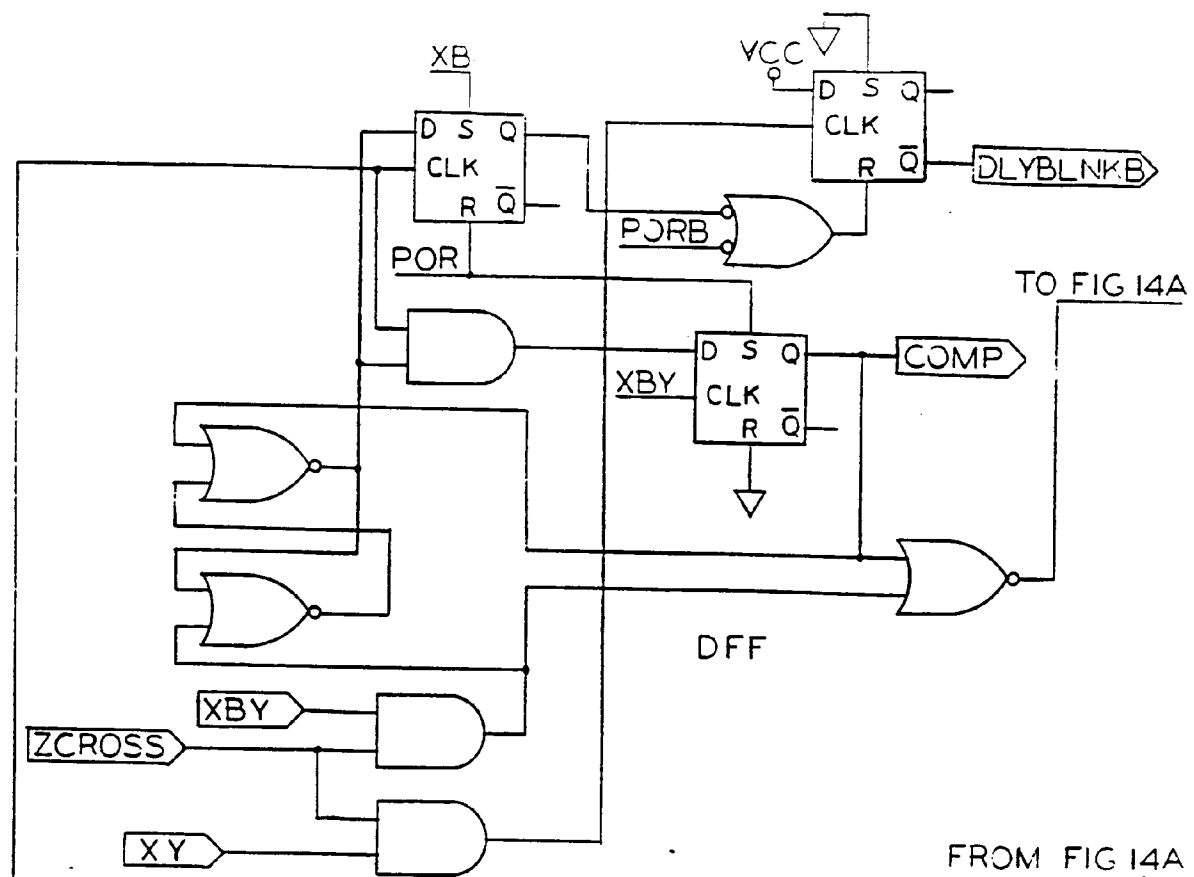 XB
VCC
D S Q
CLK
R Q̅
DLYBLNKB
D S Q
CLK
R Q̅
PORB
POR
TO FIG 14A
D S Q
CLK
R Q̅
XBY
COMP
DFF
XBY
ZCROSS
XY
FROM FIG 14A